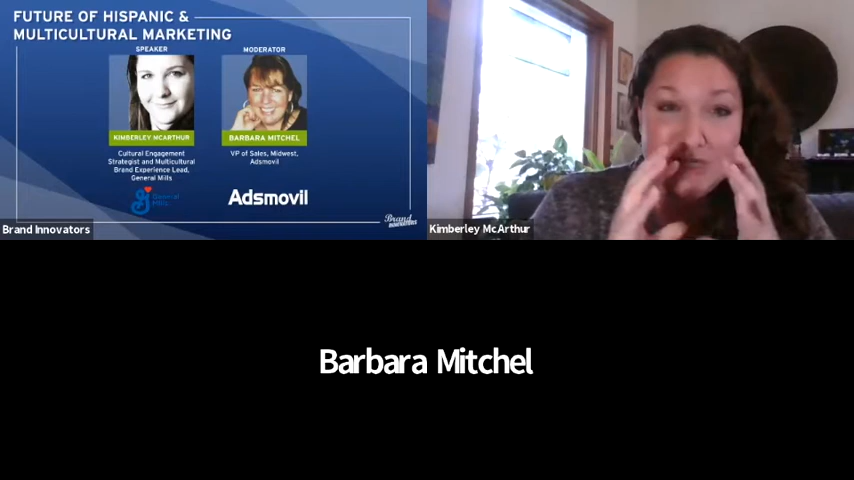 FUTURE OF HISPANIC &
MULTICULTURAL MARKETING
SPEAKER
KIMBERLEY MCARTHUR
Cultural Engagement
Strategist and Multicultural
Brand Experience Lead,
General Mills
General
Mills
MODERATOR
BARBARA MITCHEL
VP of Sales, Midwest,
Adsmovil
Adsmovil
Brand
INNOVATORS
Brand Innovators
Kimberley McArthur
Barbara Mitchel